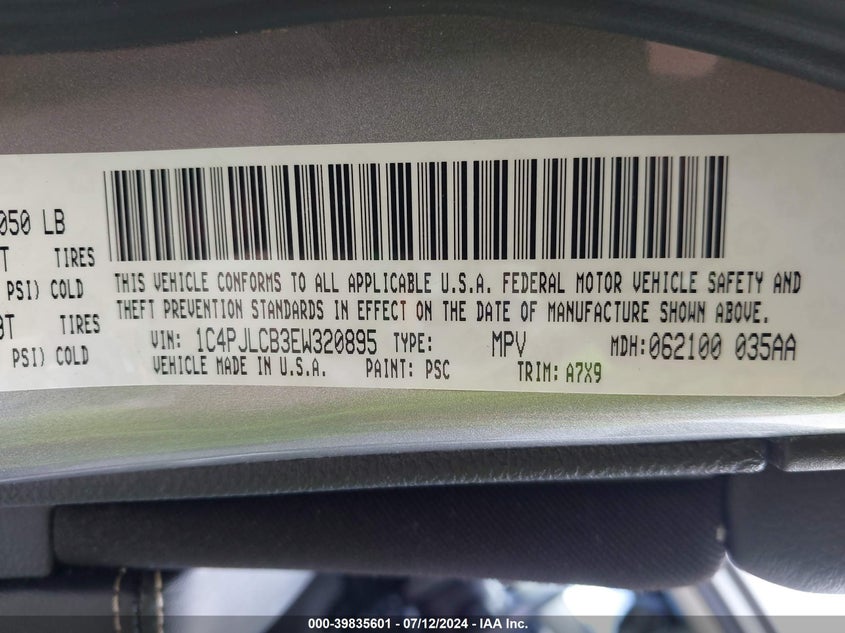 050 LB
T TIRES
PSI) COLD
0T TIRES
PSI) COLD
THIS VEHICLE CONFORMS TO ALL APPLICABLE U.S.A. FEDERAL MOTOR VEHICLE SAFETY AND
THEFT PREVENTION STANDARDS IN EFFECT ON THE DATE OF MANUFACTURE SHOWN ABOVE.
VIN: 1C4PJLCB3EW320895 TYPE: MPV MDH:062100 035AA
VEHICLE MADE IN U.S.A. PAINT: PSC TRIM: A7X9
000-39835601 - 07/12/2024 - IAA Inc.